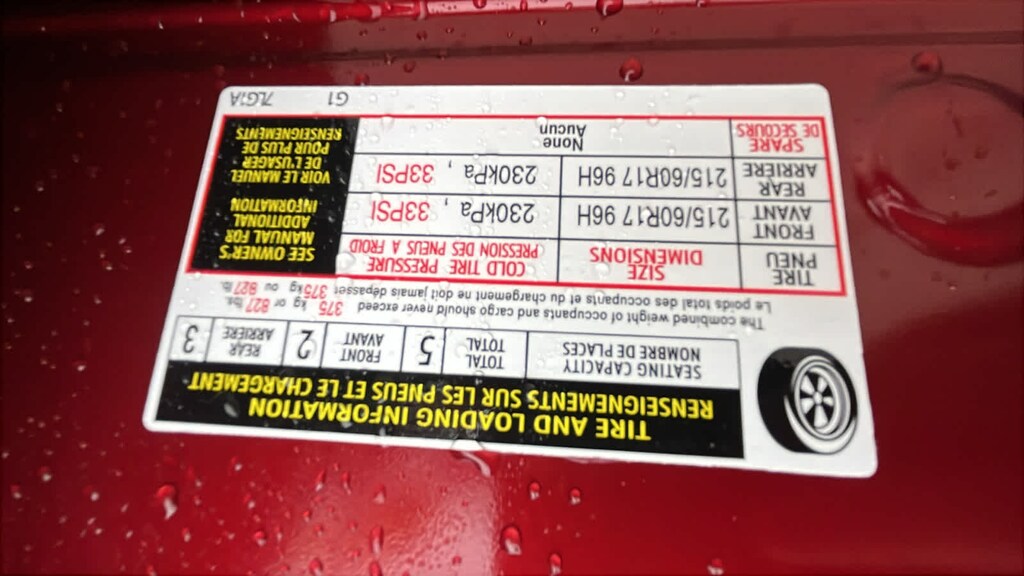 TIRE AND LOADING INFORMATION
RENSEIGNEMENTS SUR LES PNEUS ET LE CHARGEMENT
SEATING CAPACITY
NOMBRE DE PLACES
TOTAL
TOTAL
5
FRONT
AVANT
2
REAR
ARRIÈRE
3
The combined weight of occupants and cargo should never exceed 375 kg or 827 lbs.
Le poids total des occupants et du chargement ne doit jamais dépasser 375 kg ou 827 lb.
TIRE
PNEU
SIZE
DIMENSIONS
COLD TIRE PRESSURE
PRESSION DES PNEUS A FROID
FRONT
AVANT
215/60R17 96H
230kPa , 33PSI
REAR
ARRIÈRE
215/60R17 96H
230kPa , 33PSI
SPARE
DE SECOURS
None
Aucun
SEE OWNER'S
MANUAL FOR
ADDITIONAL
INFORMATION
VOIR LE MANUEL
DE L'USAGER
POUR PLUS DE
RENSEIGNEMENTS
G1
7LG1A